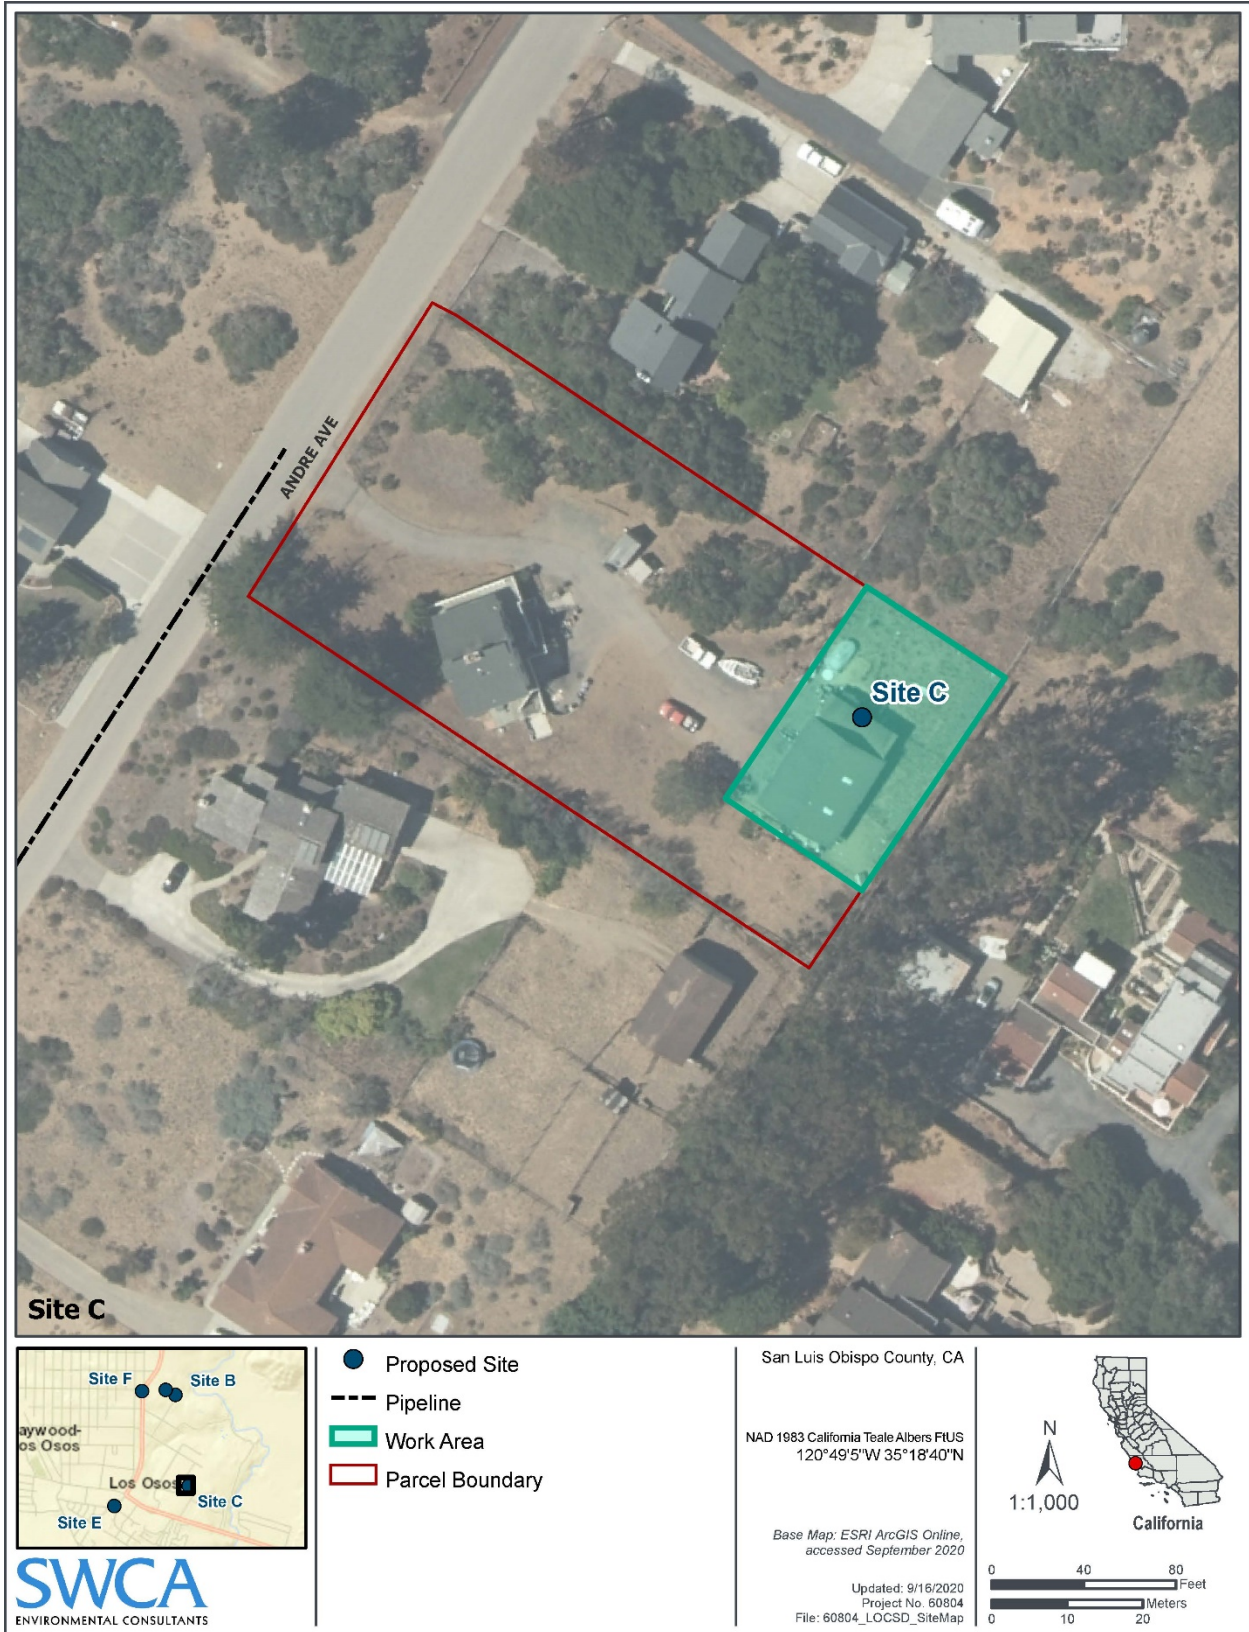 ANDRE AVE
Site C
Site C
Site F
Site B
aywood-
os Osos
Los Osos
Site C
Site E
SWCA
ENVIRONMENTAL CONSULTANTS
Proposed Site
Pipeline
Work Area
Parcel Boundary
San Luis Obispo County, CA
NAD 1983 California Teale Albers FtUS
120°49'5"W 35°18'40"N
Base Map: ESRI ArcGIS Online,
accessed September 2020
Updated: 9/16/2020
Project No. 60804
File: 60804_LOCSD_SiteMap
N
1:1,000
California
0 40 80
Feet
Meters
0 10 20